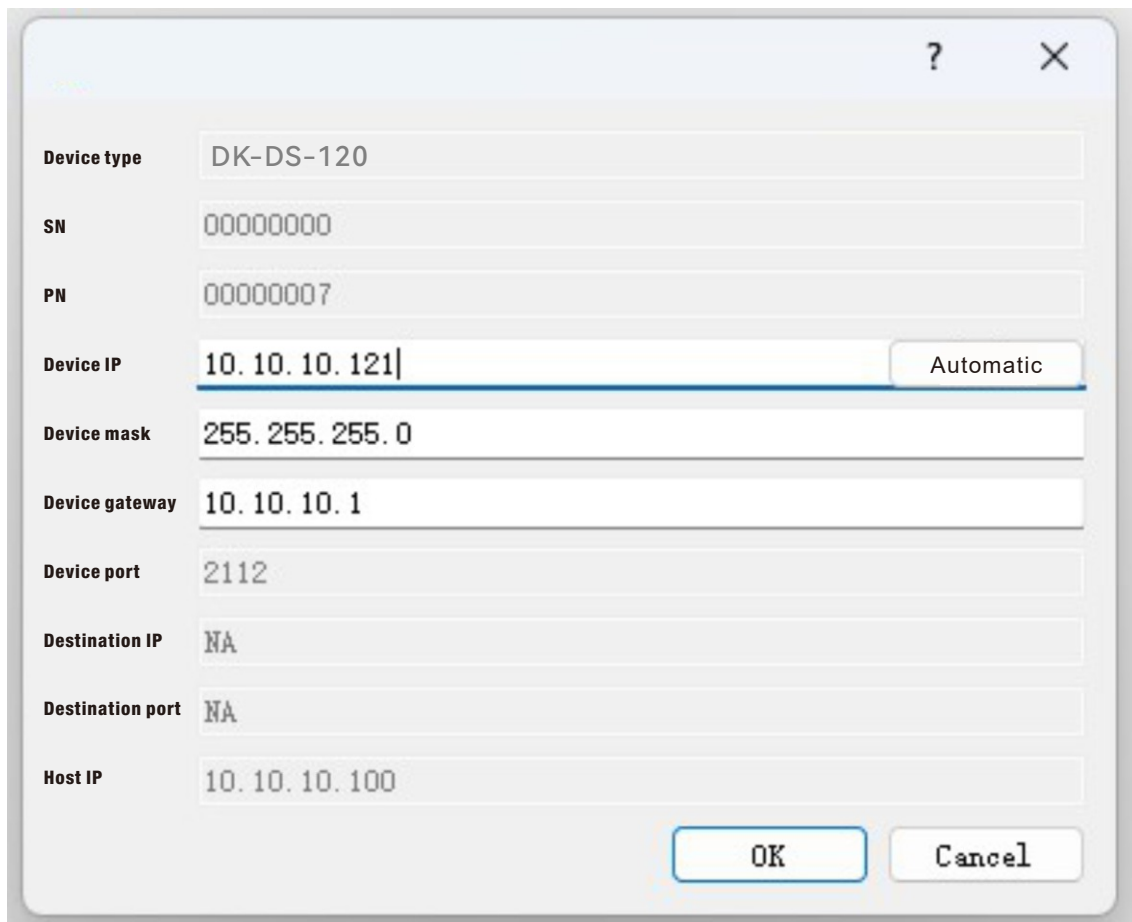 ?
Device type DK-DS-120
SN 00000000
PN 00000007
Device IP 10.10.10.121 Automatic
Device mask 255.255.255.0
Device gateway 10.10.10.1
Device port 2112
Destination IP NA
Destination port NA
Host IP 10.10.10.100
OK Cancel